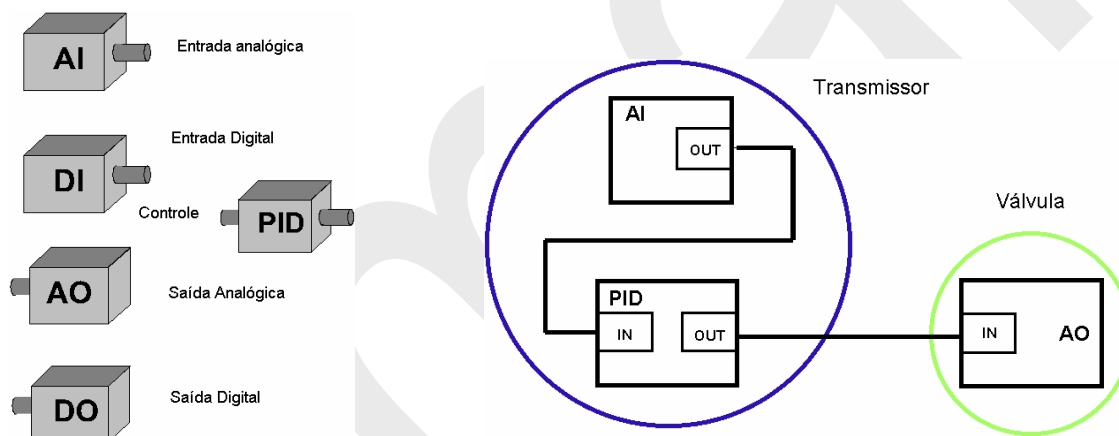 AI
Entrada analógica
DI
Entrada Digital
Controle
PID
AO
Saída Analógica
DO
Saída Digital
Transmissor
AI
OUT
PID
IN
OUT
Válvula
IN
AO